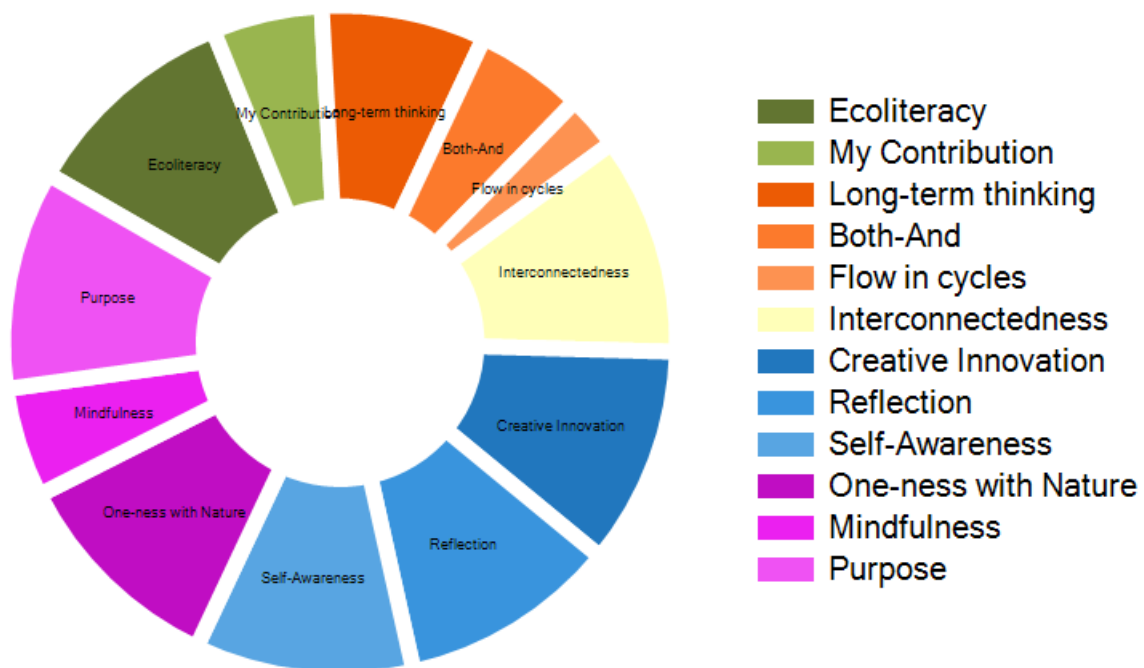 My Contribution
Long-term thinking
Both-And
Ecoliteracy
Flow in cycles
Interconnectedness
Purpose
Mindfulness
Creative Innovation
One-ness with Nature
Reflection
Self-Awareness
Ecoliteracy
My Contribution
Long-term thinking
Both-And
Flow in cycles
Interconnectedness
Creative Innovation
Reflection
Self-Awareness
One-ness with Nature
Mindfulness
Purpose